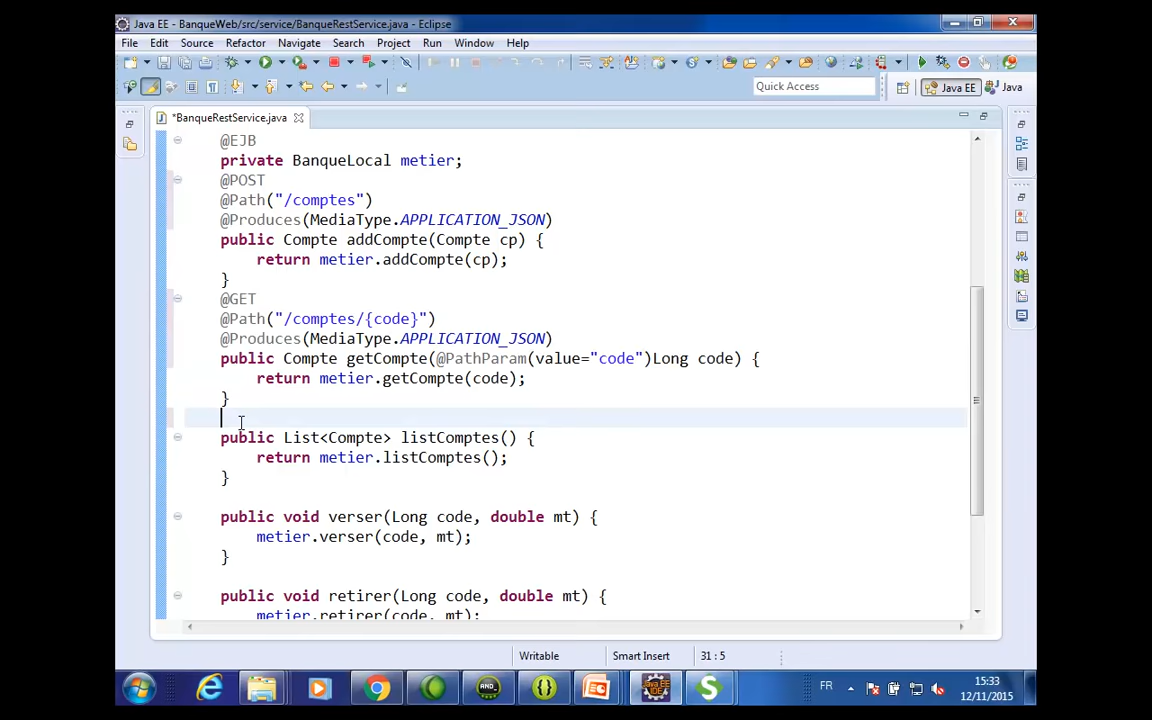 Java EE - BanqueWeb/src/service/BanqueRestService.java - Eclipse
File Edit Source Refactor Navigate Search Project Run Window Help
Quick Access
Java EE
Java
*BanqueRestService.java
@EJB
private BanqueLocal metier;
@POST
@Path("/comptes")
@Produces(MediaType.APPLICATION_JSON)
public Compte addCompte(Compte cp) {
return metier.addCompte(cp);
}
@GET
@Path("/comptes/{code}")
@Produces(MediaType.APPLICATION_JSON)
public Compte getCompte(@PathParam(value="code")Long code) {
return metier.getCompte(code);
}
public List<Compte> listComptes() {
return metier.listComptes();
}
public void verser(Long code, double mt) {
metier.verser(code, mt);
}
public void retirer(Long code, double mt) {
metier.retirer(code, mt);
Writable Smart Insert 31 : 5
FR
15:33
12/11/2015